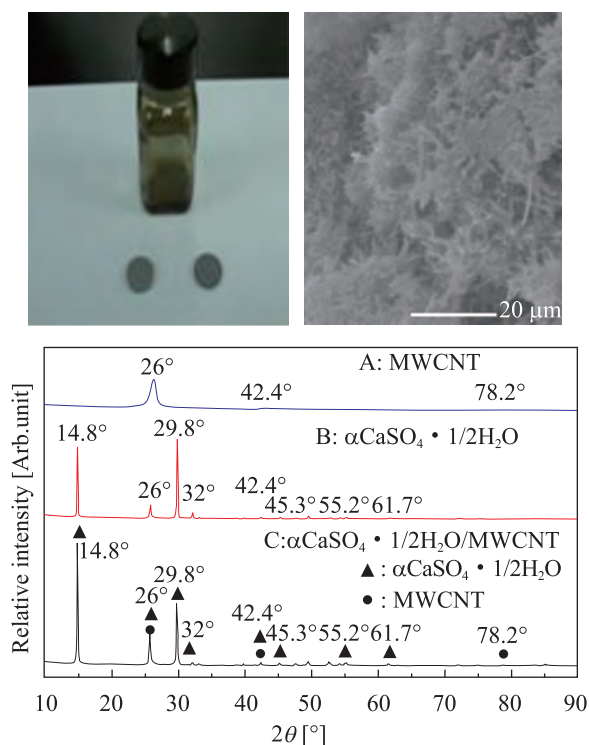 20 μm
Relative intensity [Arb.unit]
A: MWCNT
26°
42.4°
78.2°
B: αCaSO₄ • 1/2H₂O
14.8°
26°
29.8°
32°
42.4°
45.3° 55.2° 61.7°
C:αCaSO₄ • 1/2H₂O/MWCNT
▲ : αCaSO₄ • 1/2H₂O
● : MWCNT
14.8°
26°
29.8°
32°
42.4°
45.3° 55.2° 61.7°
78.2°
10 20 30 40 50 60 70 80 90
2θ [°]